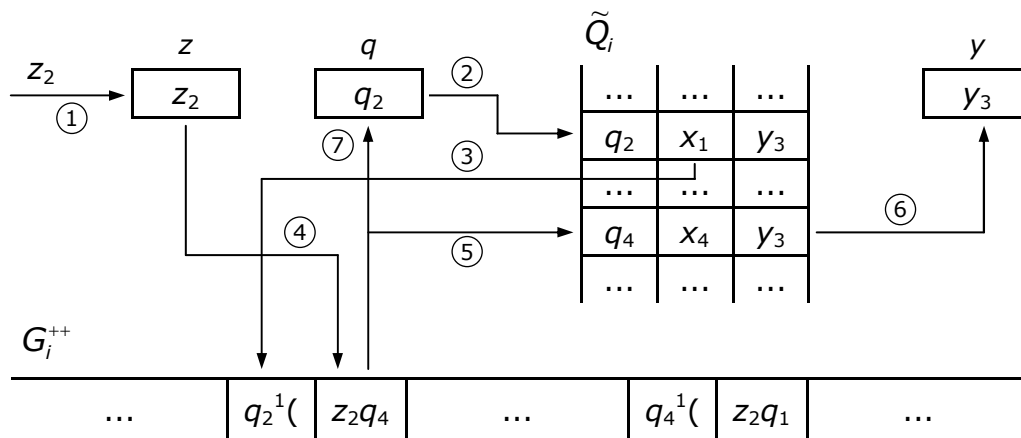 z q Q̃ᵢ y
z₂ ① z₂ q₂ ② ... ... ... y₃
⑦ q₂ x₁ y₃
③ ... ... ...
④ ⑤ q₄ x₄ y₃ ⑥
... ... ...
Gᵢ⁺⁺
... q₂¹( z₂q₄ ... q₄¹( z₂q₁ ...